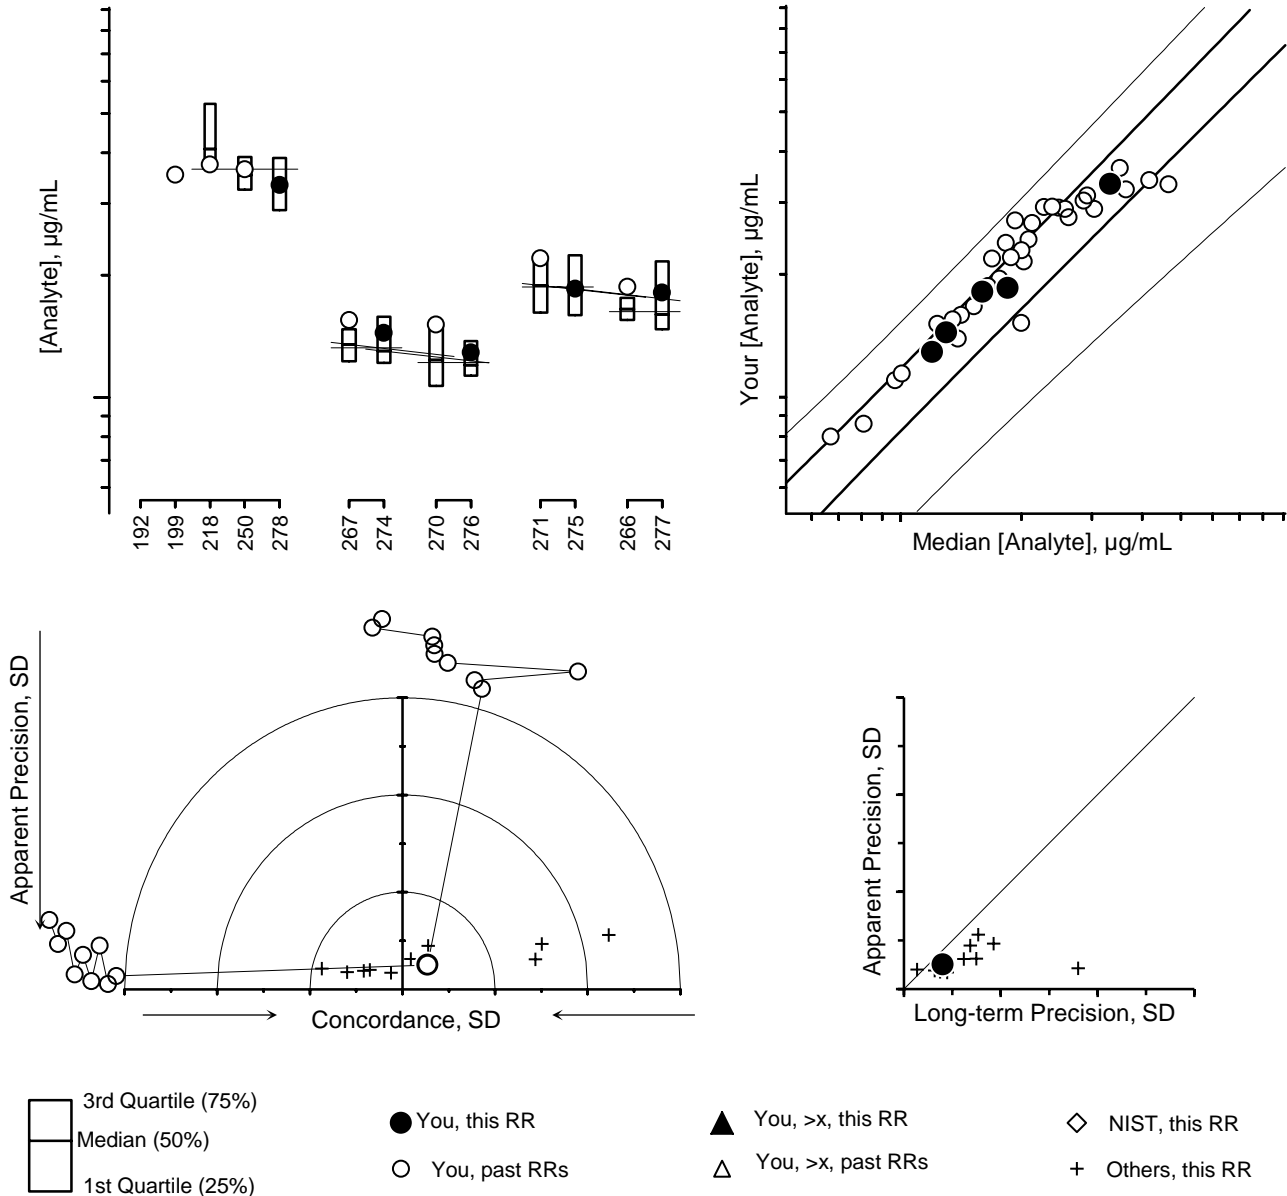 [Analyte], µg/mL
192
199
218
250
278
267
274
270
276
271
275
266
277
Your [Analyte], µg/mL
Median [Analyte], µg/mL
Apparent Precision, SD
Concordance, SD
Apparent Precision, SD
Long-term Precision, SD
3rd Quartile (75%)
Median (50%)
1st Quartile (25%)
You, this RR
You, past RRs
You, >x, this RR
You, >x, past RRs
NIST, this RR
Others, this RR